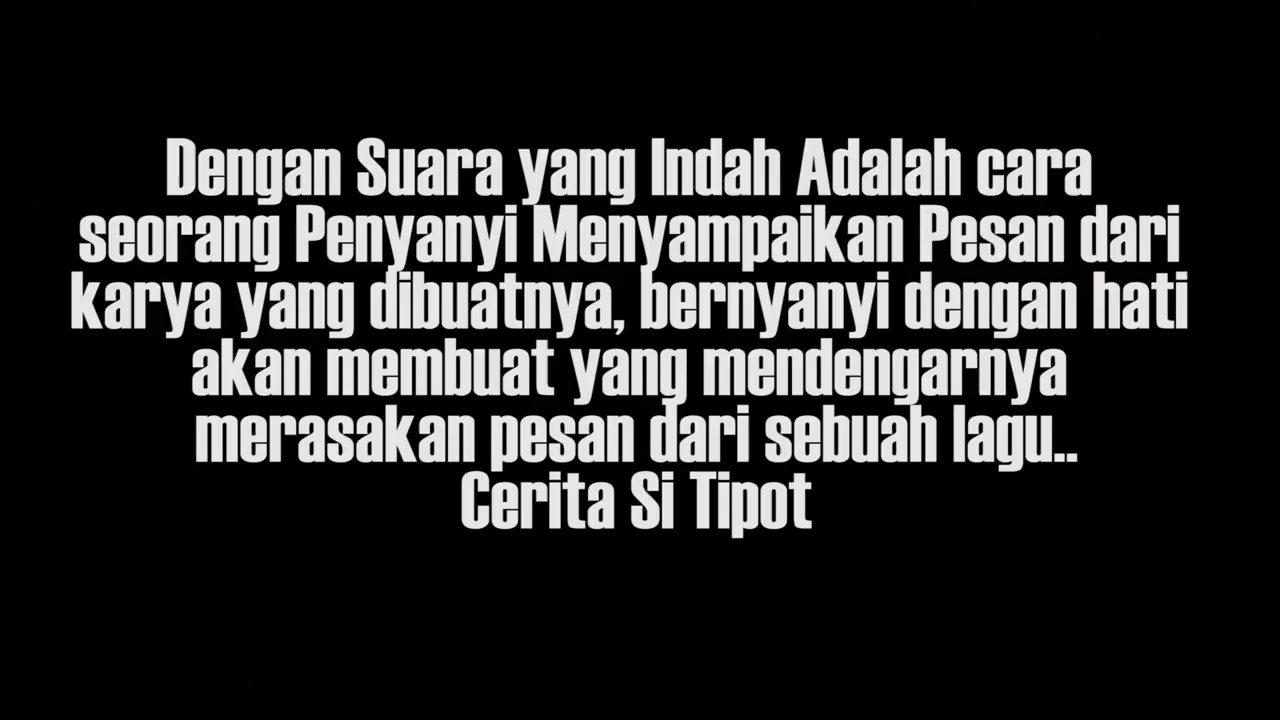 Dengan Suara yang Indah Adalah cara
seorang Penyanyi Menyampaikan Pesan dari
karya yang dibuatnya, bernyanyi dengan hati
akan membuat yang mendengarnya
merasakan pesan dari sebuah lagu..
Cerita Si Tipot